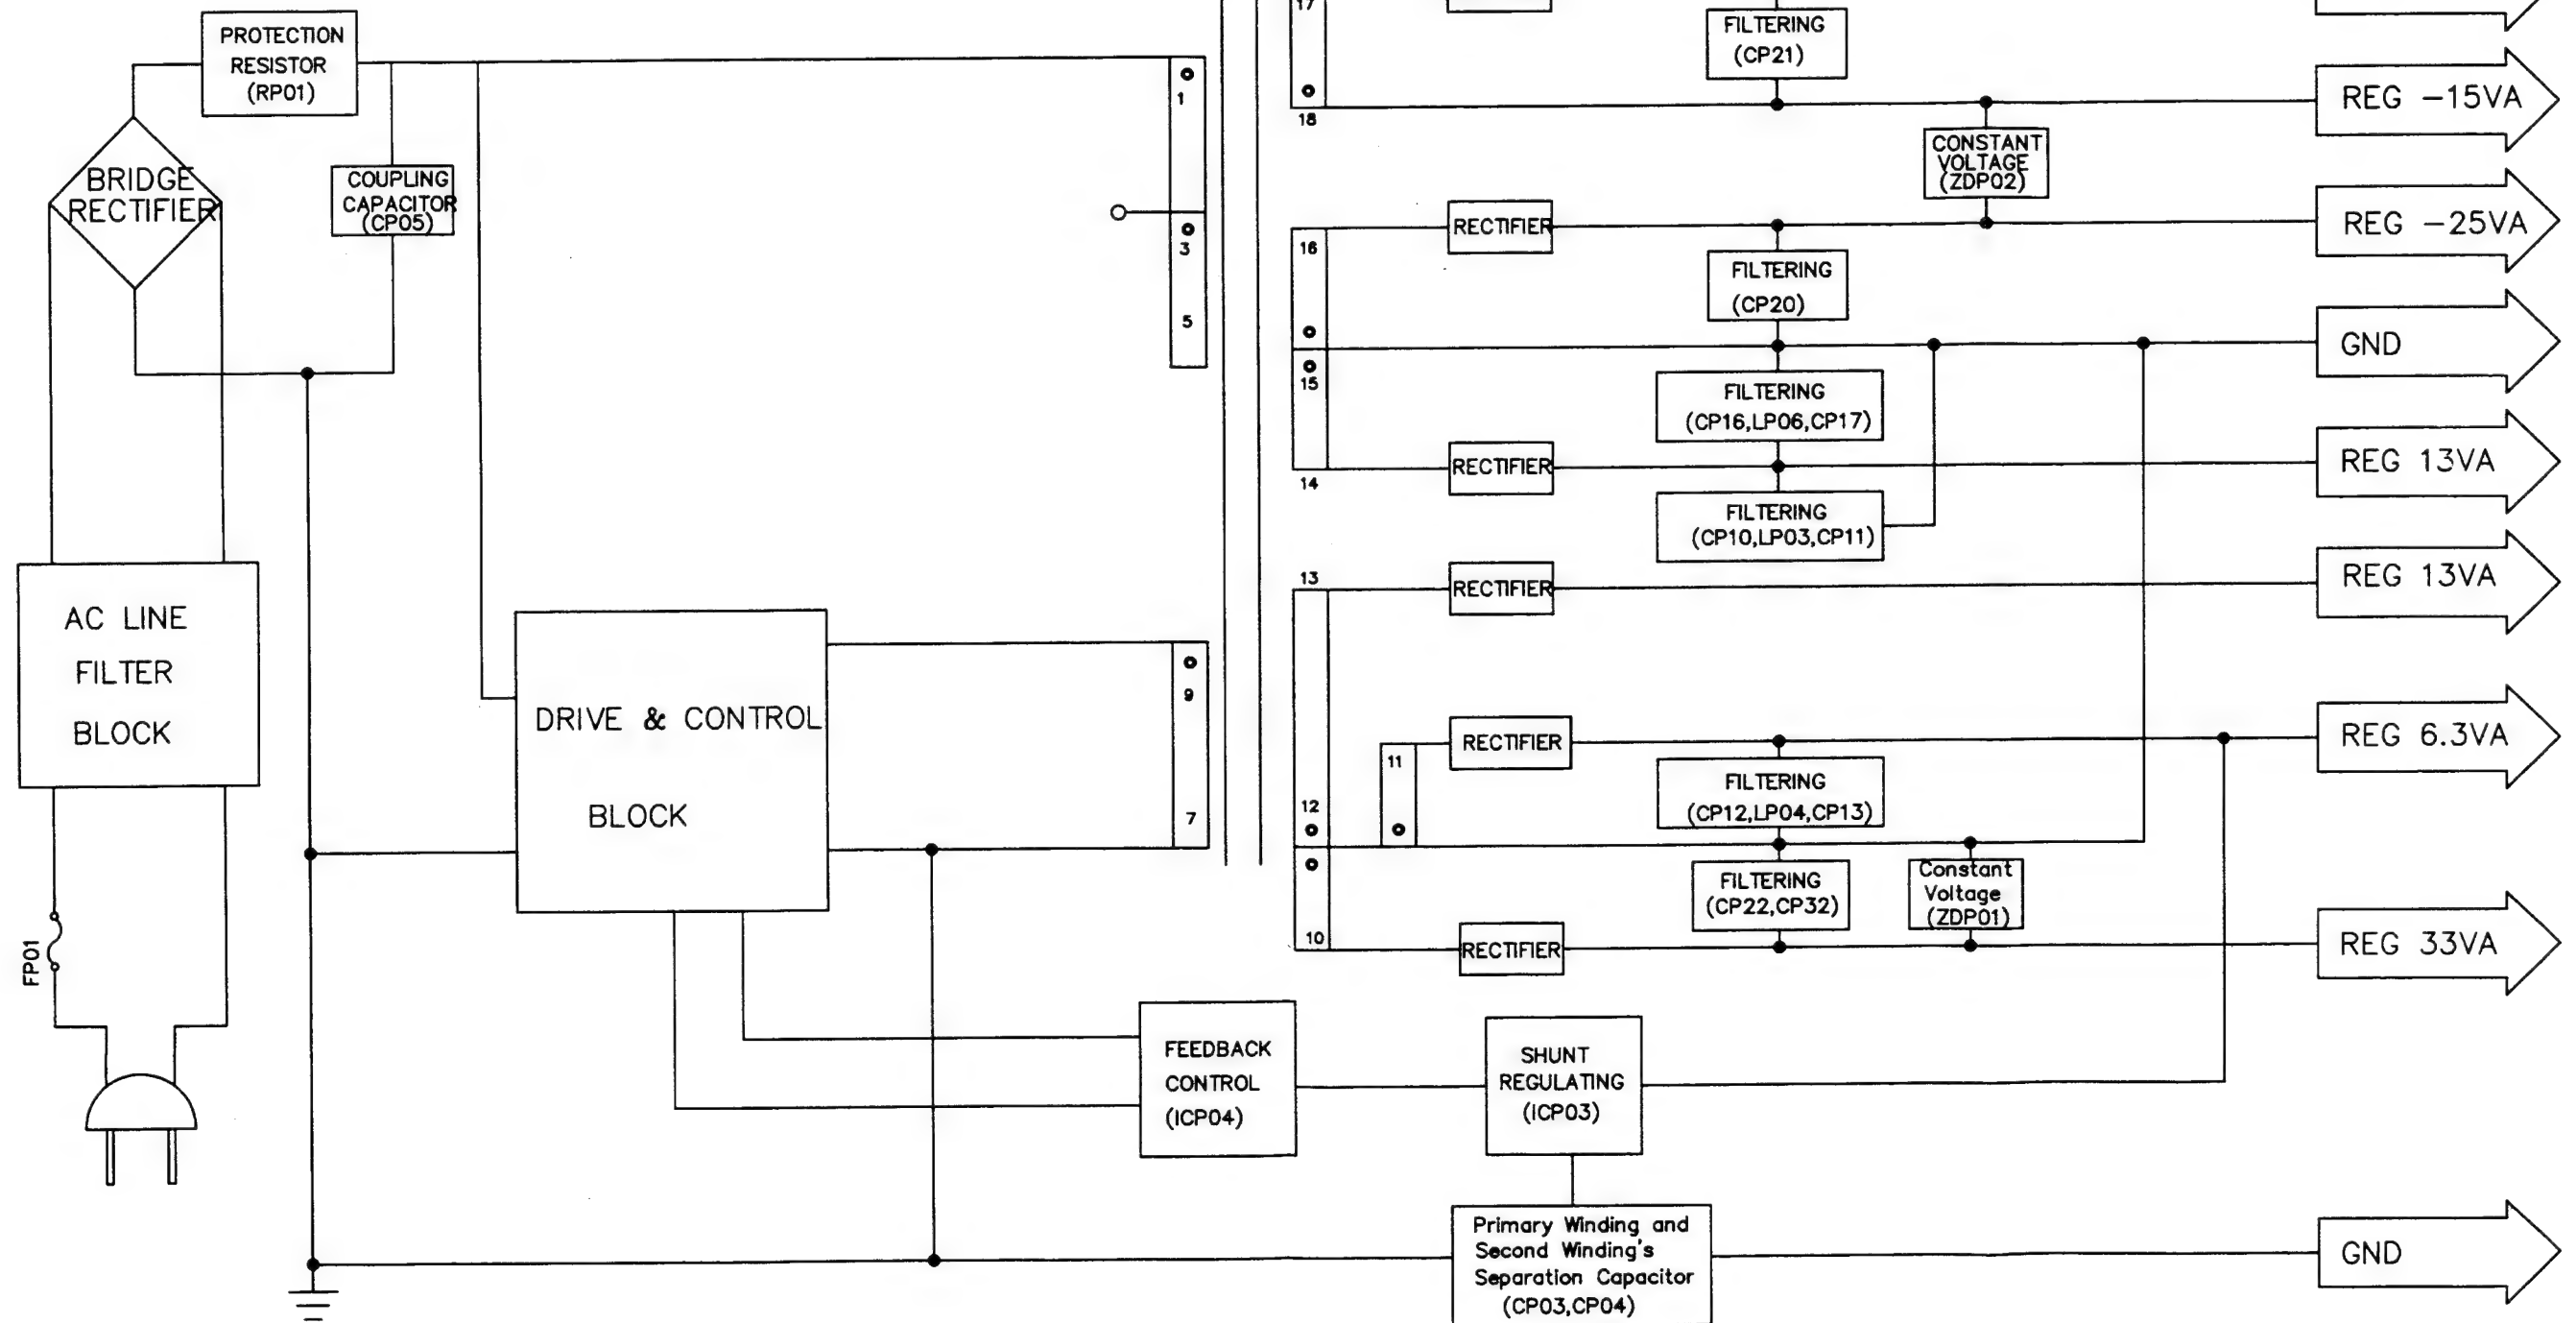 PROTECTION
RESISTOR
(RP01)
BRIDGE
RECTIFIER
COUPLING
CAPACITOR
(CP05)
AC LINE
FILTER
BLOCK
FP01
DRIVE & CONTROL
BLOCK
1
3
5
9
7
FEEDBACK
CONTROL
(ICP04)
SHUNT
REGULATING
(ICP03)
Primary Winding and
Second Winding's
Separation Capacitor
(CP03,CP04)
17
18
16
15
14
13
12
11
10
FILTERING
(CP21)
REG -15VA
CONSTANT
VOLTAGE
(ZDP02)
RECTIFIER
REG -25VA
FILTERING
(CP20)
GND
FILTERING
(CP16,LP06,CP17)
RECTIFIER
REG 13VA
FILTERING
(CP10,LP03,CP11)
RECTIFIER
REG 13VA
RECTIFIER
REG 6.3VA
FILTERING
(CP12,LP04,CP13)
FILTERING
(CP22,CP32)
Constant
Voltage
(ZDP01)
RECTIFIER
REG 33VA
GND